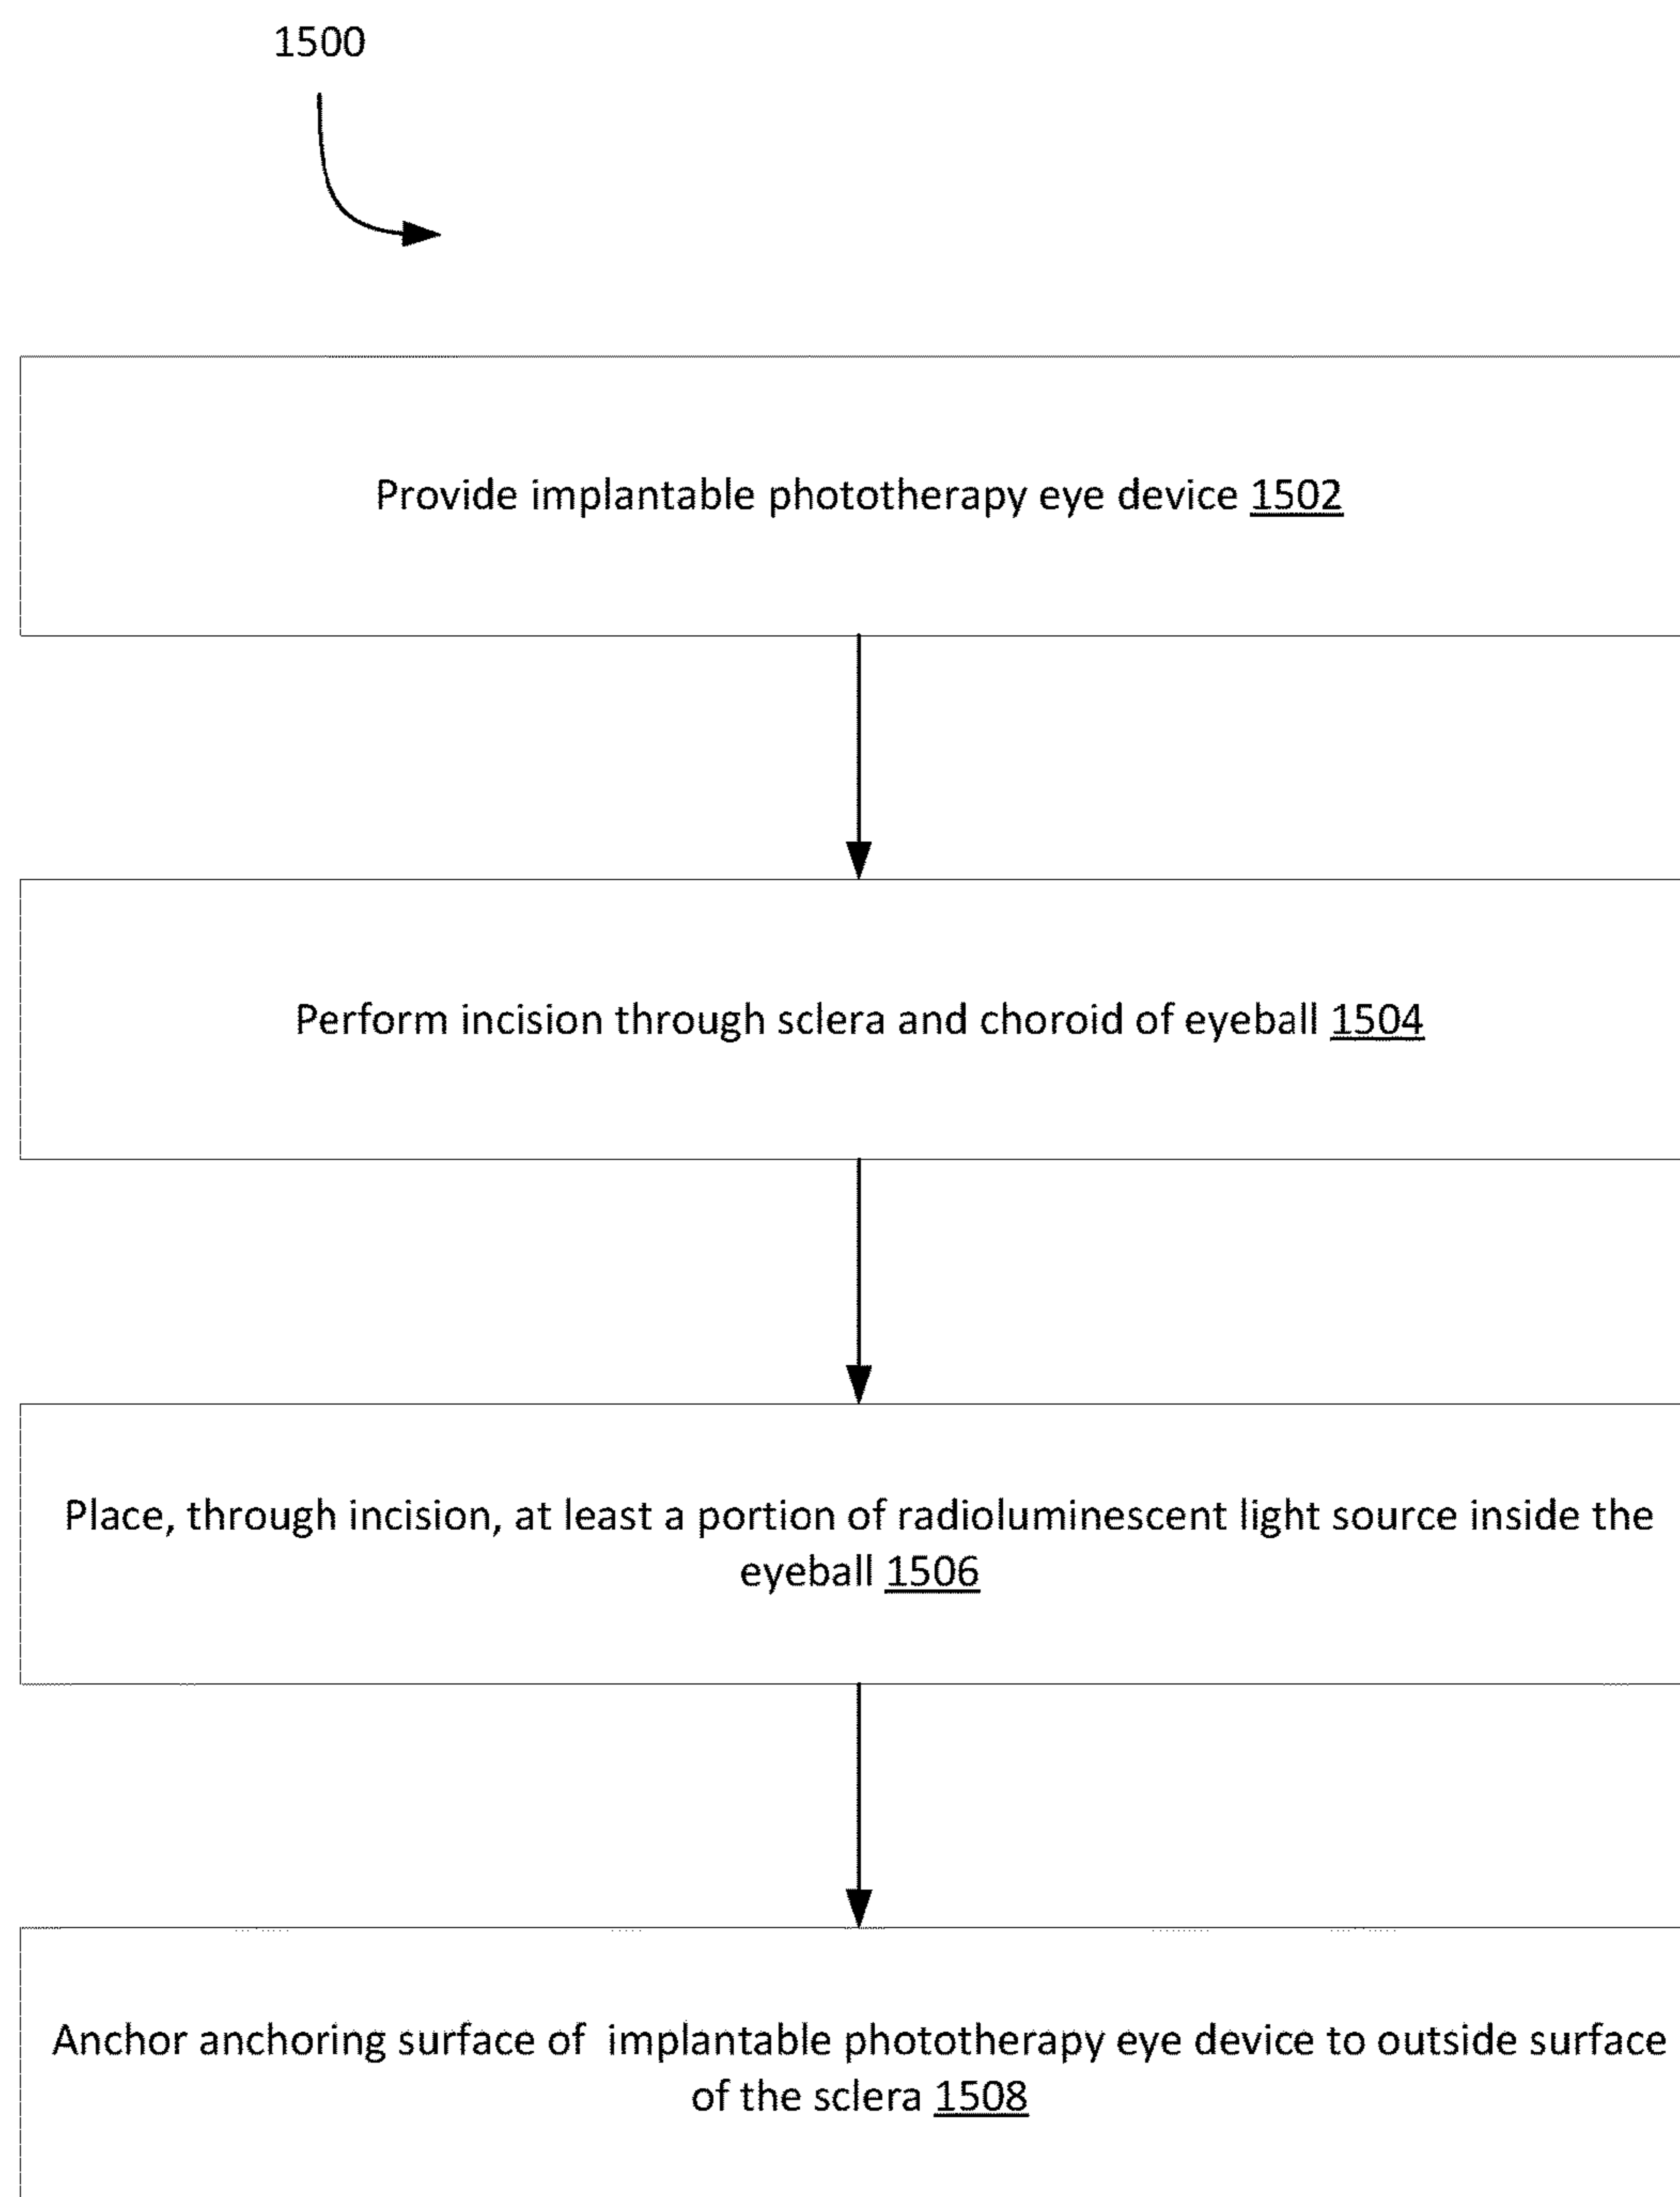 1500
Provide implantable phototherapy eye device 1502
Perform incision through sclera and choroid of eyeball 1504
Place, through incision, at least a portion of radioluminescent light source inside the
eyeball 1506
Anchor anchoring surface of implantable phototherapy eye device to outside surface
of the sclera 1508